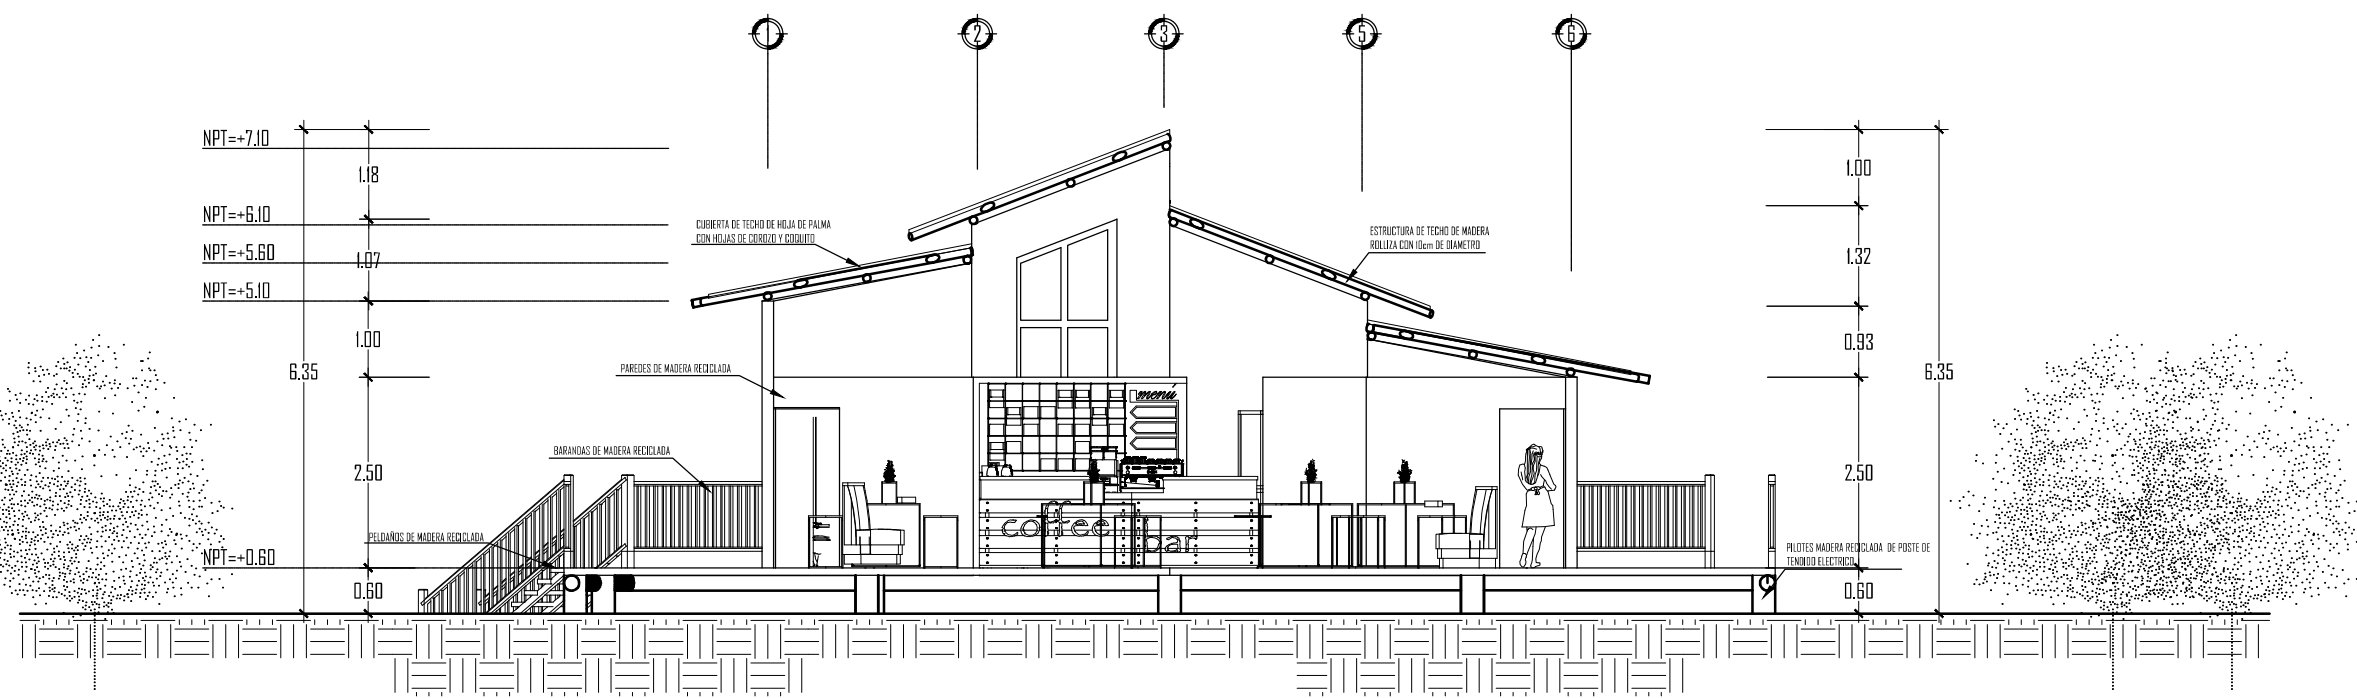 1
2
3
5
6
NPT=+7.10
1.18
1.00
NPT=+6.10
CUBIERTA DE TECHO DE HOJA DE PALMA
CON HOJAS DE COROZO Y COQUITO
ESTRUCTURA DE TECHO DE MADERA
ROLLIZA CON 10cm DE DIAMETRO
NPT=+5.60
1.07
1.32
NPT=+5.10
1.00
0.93
6.35
PAREDES DE MADERA RECICLADA
6.35
menú
BARANDAS DE MADERA RECICLADA
2.50
2.50
coffee
bar
PELDAÑOS DE MADERA RECICLADA
NPT=+0.60
PILOTES MADERA RECICLADA DE POSTE DE
TENDIDO ELECTRICO
0.60
0.60